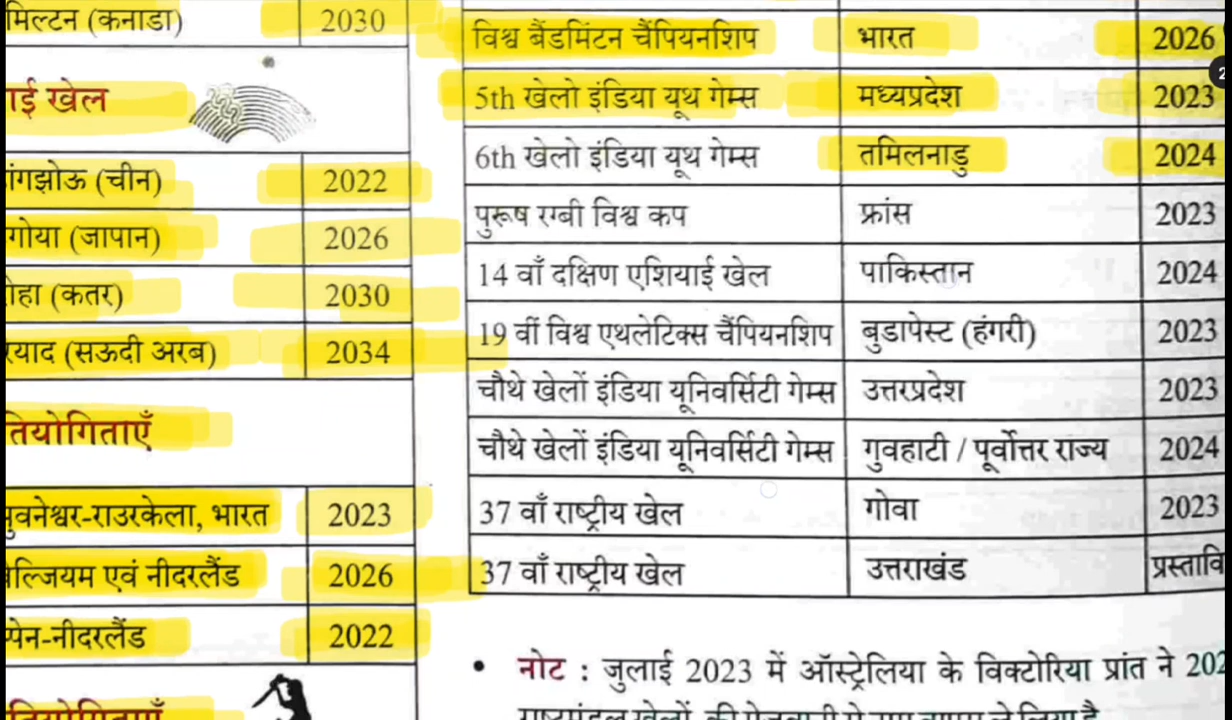 मिल्टन (कनाडा) 2030
ई खेल
ांगझोऊ (चीन) 2022
गोया (जापान) 2026
ोहा (कतर) 2030
रयाद (सऊदी अरब) 2034
तियोगिताएँ
ुवनेश्वर-राउरकेला, भारत 2023
ेल्जियम एवं नीदरलैंड 2026
पेन-नीदरलैंड 2022
तियोगिताएँ
विश्व बैंडमिंटन चैंपियनशिप भारत 2026
5th खेलो इंडिया यूथ गेम्स मध्यप्रदेश 2023
6th खेलो इंडिया यूथ गेम्स तमिलनाडु 2024
पुरूष रग्बी विश्व कप फ्रांस 2023
14 वाँ दक्षिण एशियाई खेल पाकिस्तान 2024
19 वीं विश्व एथलेटिक्स चैंपियनशिप बुडापेस्ट (हंगरी) 2023
चौथे खेलों इंडिया यूनिवर्सिटी गेम्स उत्तरप्रदेश 2023
चौथे खेलों इंडिया यूनिवर्सिटी गेम्स गुवहाटी / पूर्वोत्तर राज्य 2024
37 वाँ राष्ट्रीय खेल गोवा 2023
37 वाँ राष्ट्रीय खेल उत्तराखंड प्रस्तावि
• नोट : जुलाई 2023 में ऑस्ट्रेलिया के विक्टोरिया प्रांत ने 202